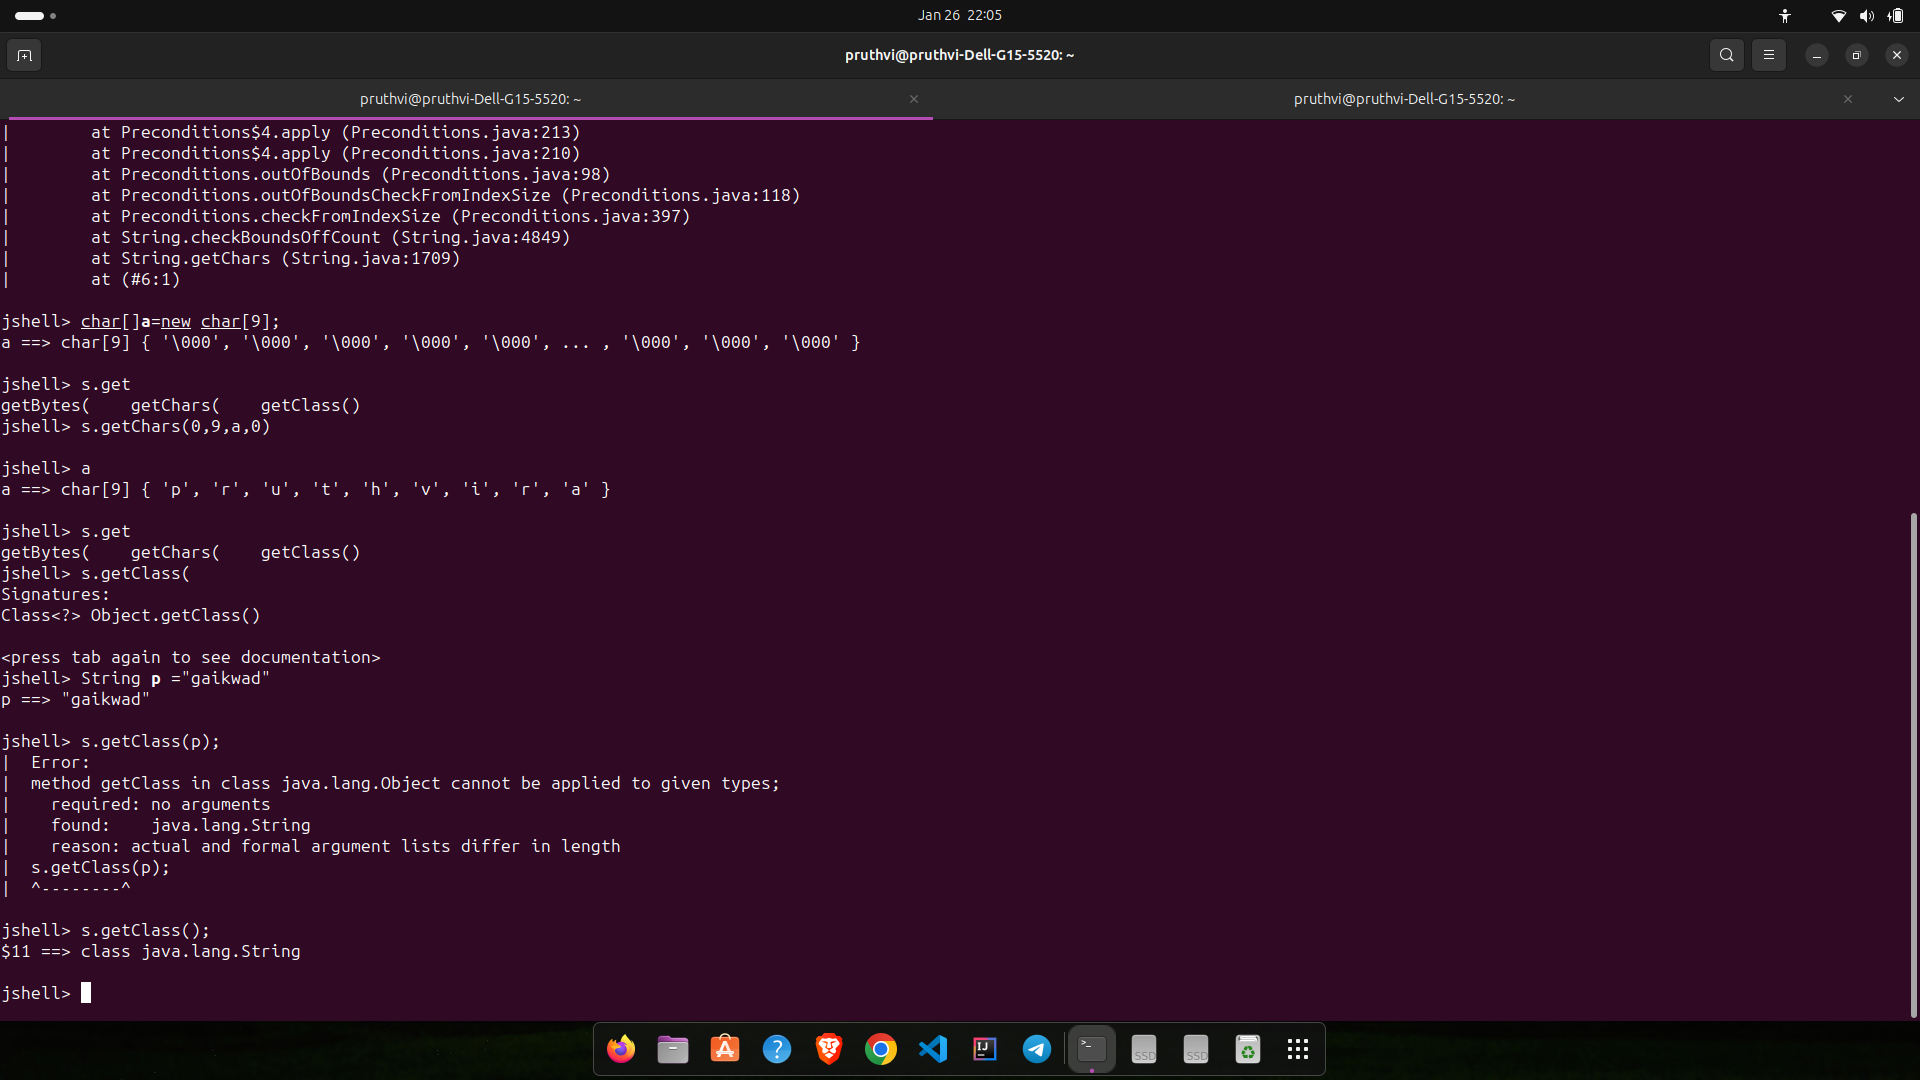 Jan 26 22:05
pruthvi@pruthvi-Dell-G15-5520: ~
pruthvi@pruthvi-Dell-G15-5520: ~
pruthvi@pruthvi-Dell-G15-5520: ~
|        at Preconditions$4.apply (Preconditions.java:213)
|        at Preconditions$4.apply (Preconditions.java:210)
|        at Preconditions.outOfBounds (Preconditions.java:98)
|        at Preconditions.outOfBoundsCheckFromIndexSize (Preconditions.java:118)
|        at Preconditions.checkFromIndexSize (Preconditions.java:397)
|        at String.checkBoundsOffCount (String.java:4849)
|        at String.getChars (String.java:1709)
|        at (#6:1)
jshell> char[]a=new char[9];
a ==> char[9] { '\000', '\000', '\000', '\000', '\000', ... , '\000', '\000', '\000' }
jshell> s.get
getBytes(    getChars(    getClass()
jshell> s.getChars(0,9,a,0)
jshell> a
a ==> char[9] { 'p', 'r', 'u', 't', 'h', 'v', 'i', 'r', 'a' }
jshell> s.get
getBytes(    getChars(    getClass()
jshell> s.getClass(
Signatures:
Class<?> Object.getClass()
<press tab again to see documentation>
jshell> String p ="gaikwad"
p ==> "gaikwad"
jshell> s.getClass(p);
|  Error:
|  method getClass in class java.lang.Object cannot be applied to given types;
|    required: no arguments
|    found:    java.lang.String
|    reason: actual and formal argument lists differ in length
|  s.getClass(p);
|  ^--------^
jshell> s.getClass();
$11 ==> class java.lang.String
jshell>
IJ
>_
SSD
SSD